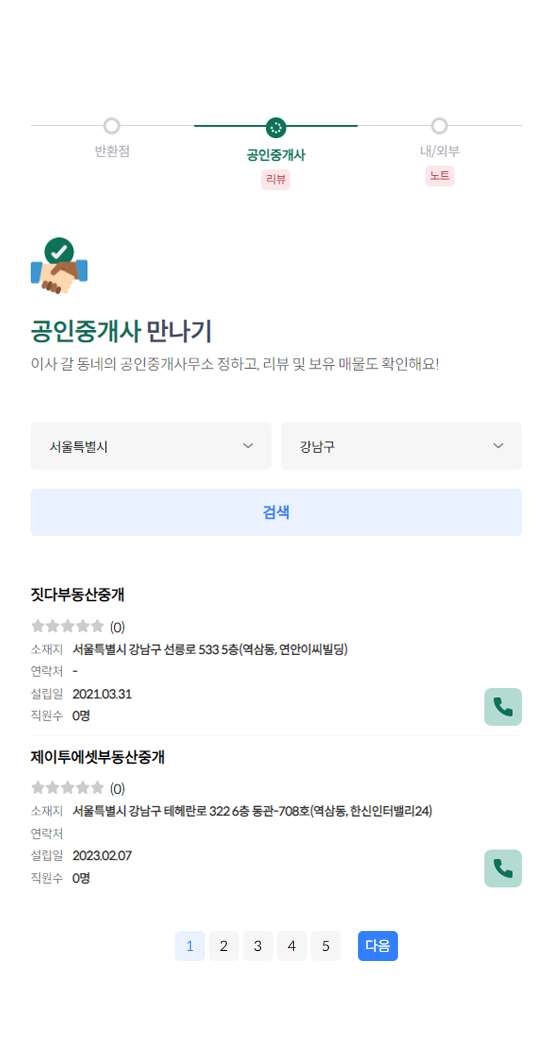 반환점
공인중개사
내/외부
리뷰
노트
공인중개사 만나기
이사 갈 동네의 공인중개사무소 정하고, 리뷰 및 보유 매물도 확인해요!
서울특별시
강남구
검색
짓다부동산중개
(0)
소재지 서울특별시 강남구 선릉로 533 5층(역삼동, 연안이씨빌딩)
연락처 -
설립일 2021.03.31
직원수 0명
제이투에셋부동산중개
(0)
소재지 서울특별시 강남구 테헤란로 322 6층 동관-708호(역삼동, 한신인터밸리24)
연락처
설립일 2023.02.07
직원수 0명
1 2 3 4 5 다음